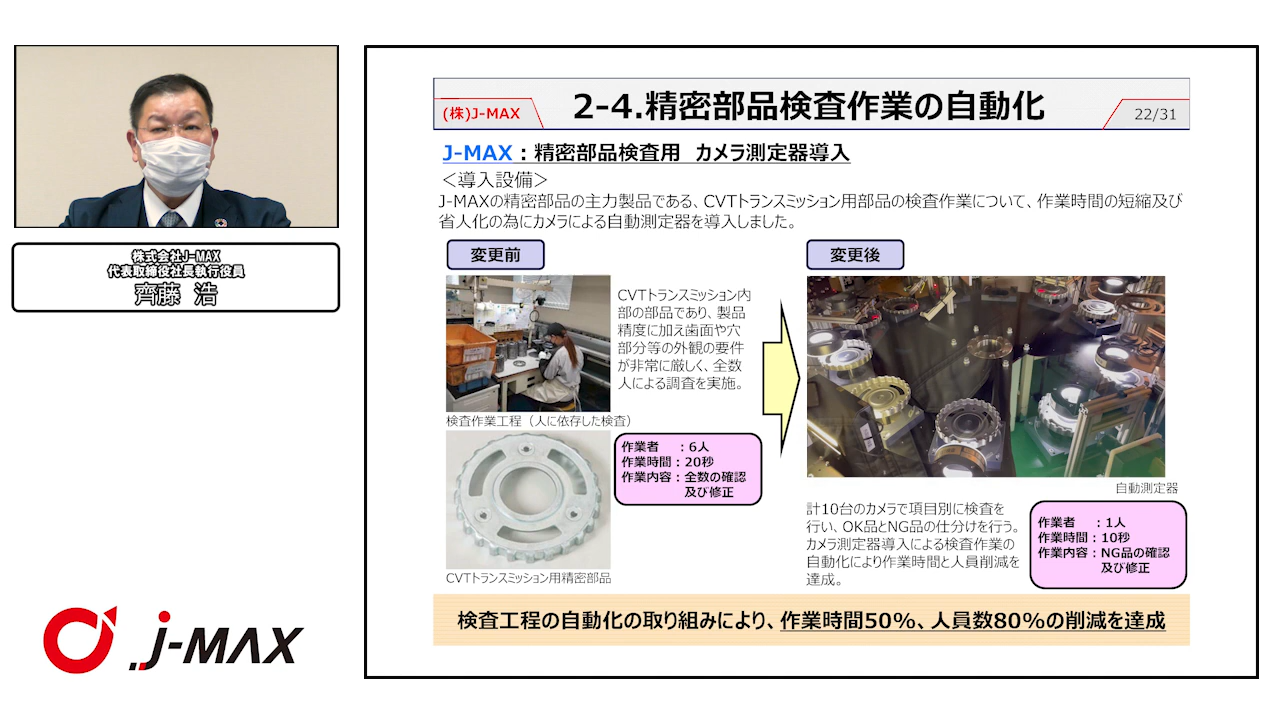 株式会社J-MAX
代表取締役社長執行役員
齊藤 浩
J-MAX
(株)J-MAX
2-4.精密部品検査作業の自動化
22/31
J-MAX：精密部品検査用 カメラ測定器導入
＜導入設備＞
J-MAXの精密部品の主力製品である、CVTトランスミッション用部品の検査作業について、作業時間の短縮及び
省人化の為にカメラによる自動測定器を導入しました。
変更前
CVTトランスミッション内
部の部品であり、製品
精度に加え歯面や穴
部分等の外観の要件
が非常に厳しく、全数
人による調査を実施。
検査作業工程（人に依存した検査）
作業者 ：6人
作業時間：20秒
作業内容：全数の確認
及び修正
CVTトランスミッション用精密部品
変更後
自動測定器
計10台のカメラで項目別に検査を
行い、OK品とNG品の仕分けを行う。
カメラ測定器導入による検査作業の
自動化により作業時間と人員削減を
達成。
作業者 ：1人
作業時間：10秒
作業内容：NG品の確認
及び修正
検査工程の自動化の取り組みにより、作業時間50%、人員数80%の削減を達成